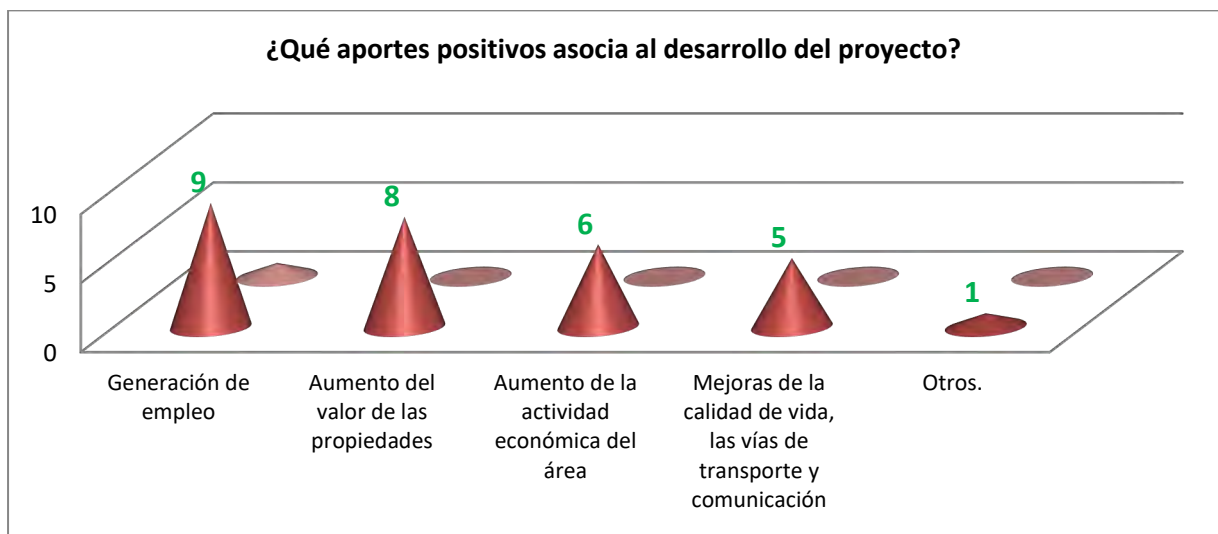 ¿Qué aportes positivos asocia al desarrollo del proyecto?
9
8
6
5
1
10
5
0
Generación de
empleo
Aumento del
valor de las
propiedades
Aumento de la
actividad
económica del
área
Mejoras de la
calidad de vida,
las vías de
transporte y
comunicación
Otros.